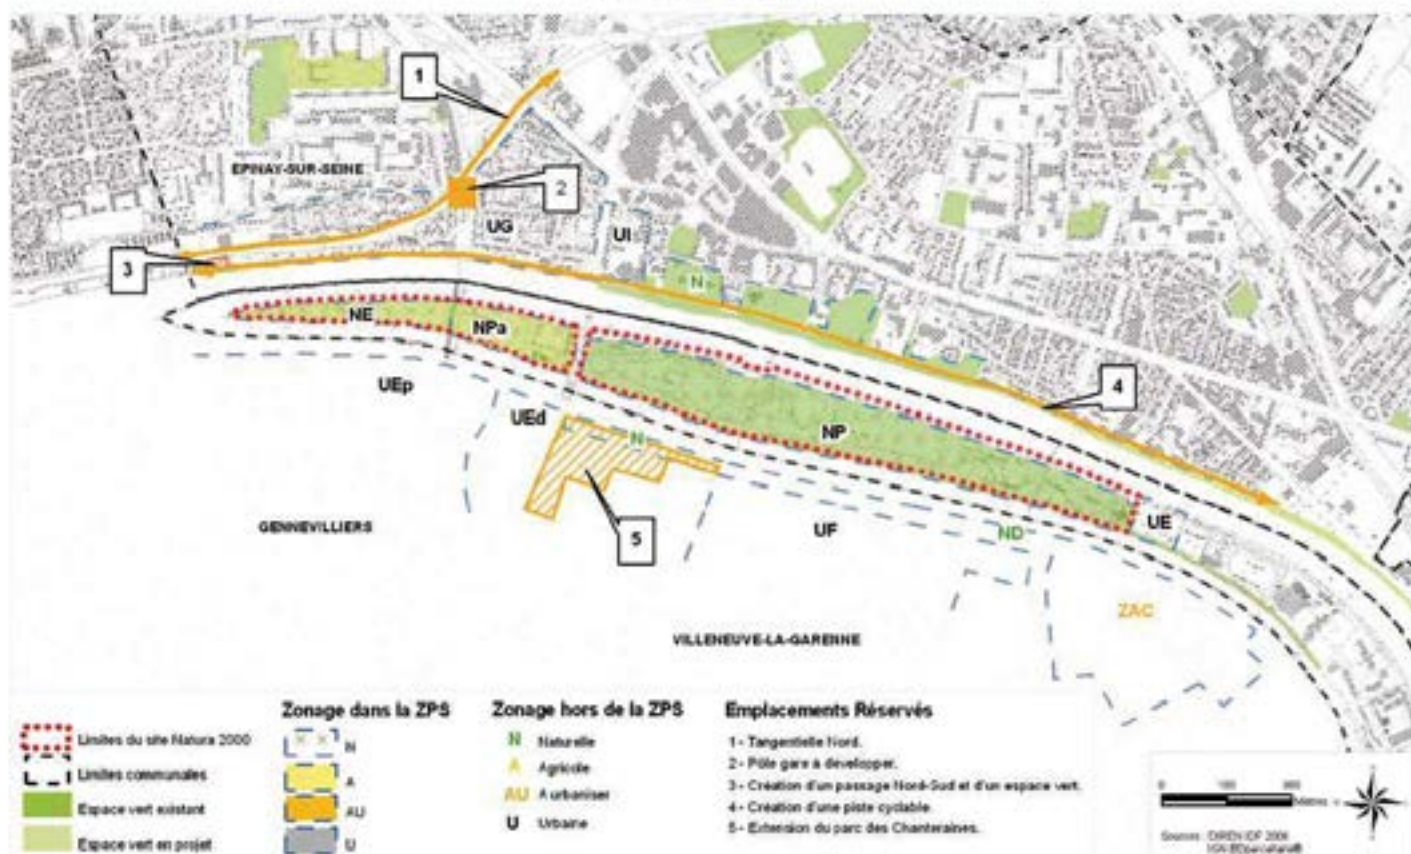 1
EPINAY-SUR-SEINE
2
UG
UI
3
N
NE
NPa
4
UEp
UEd
N
NP
GENNEVILLIERS
5
UF
ND
UE
ZAC
VILLENEUVE-LA-GARENNE
Limites du site Natura 2000
Limites communales
Espace vert existant
Espace vert en projet
Zonage dans la ZPS
N
A
AU
U
Zonage hors de la ZPS
N Naturelle
A Agricole
AU A urbaniser
U Urbaine
Emplacements Réservés
1- Tangentielle Nord.
2- Pôle gare à développer.
3- Création d'un passage Nord-Sud et d'un espace vert.
4- Création d'une piste cyclable.
5- Extension du parc des Chanteraines.
0
Mètres
Sources : DIREN IDF 2006